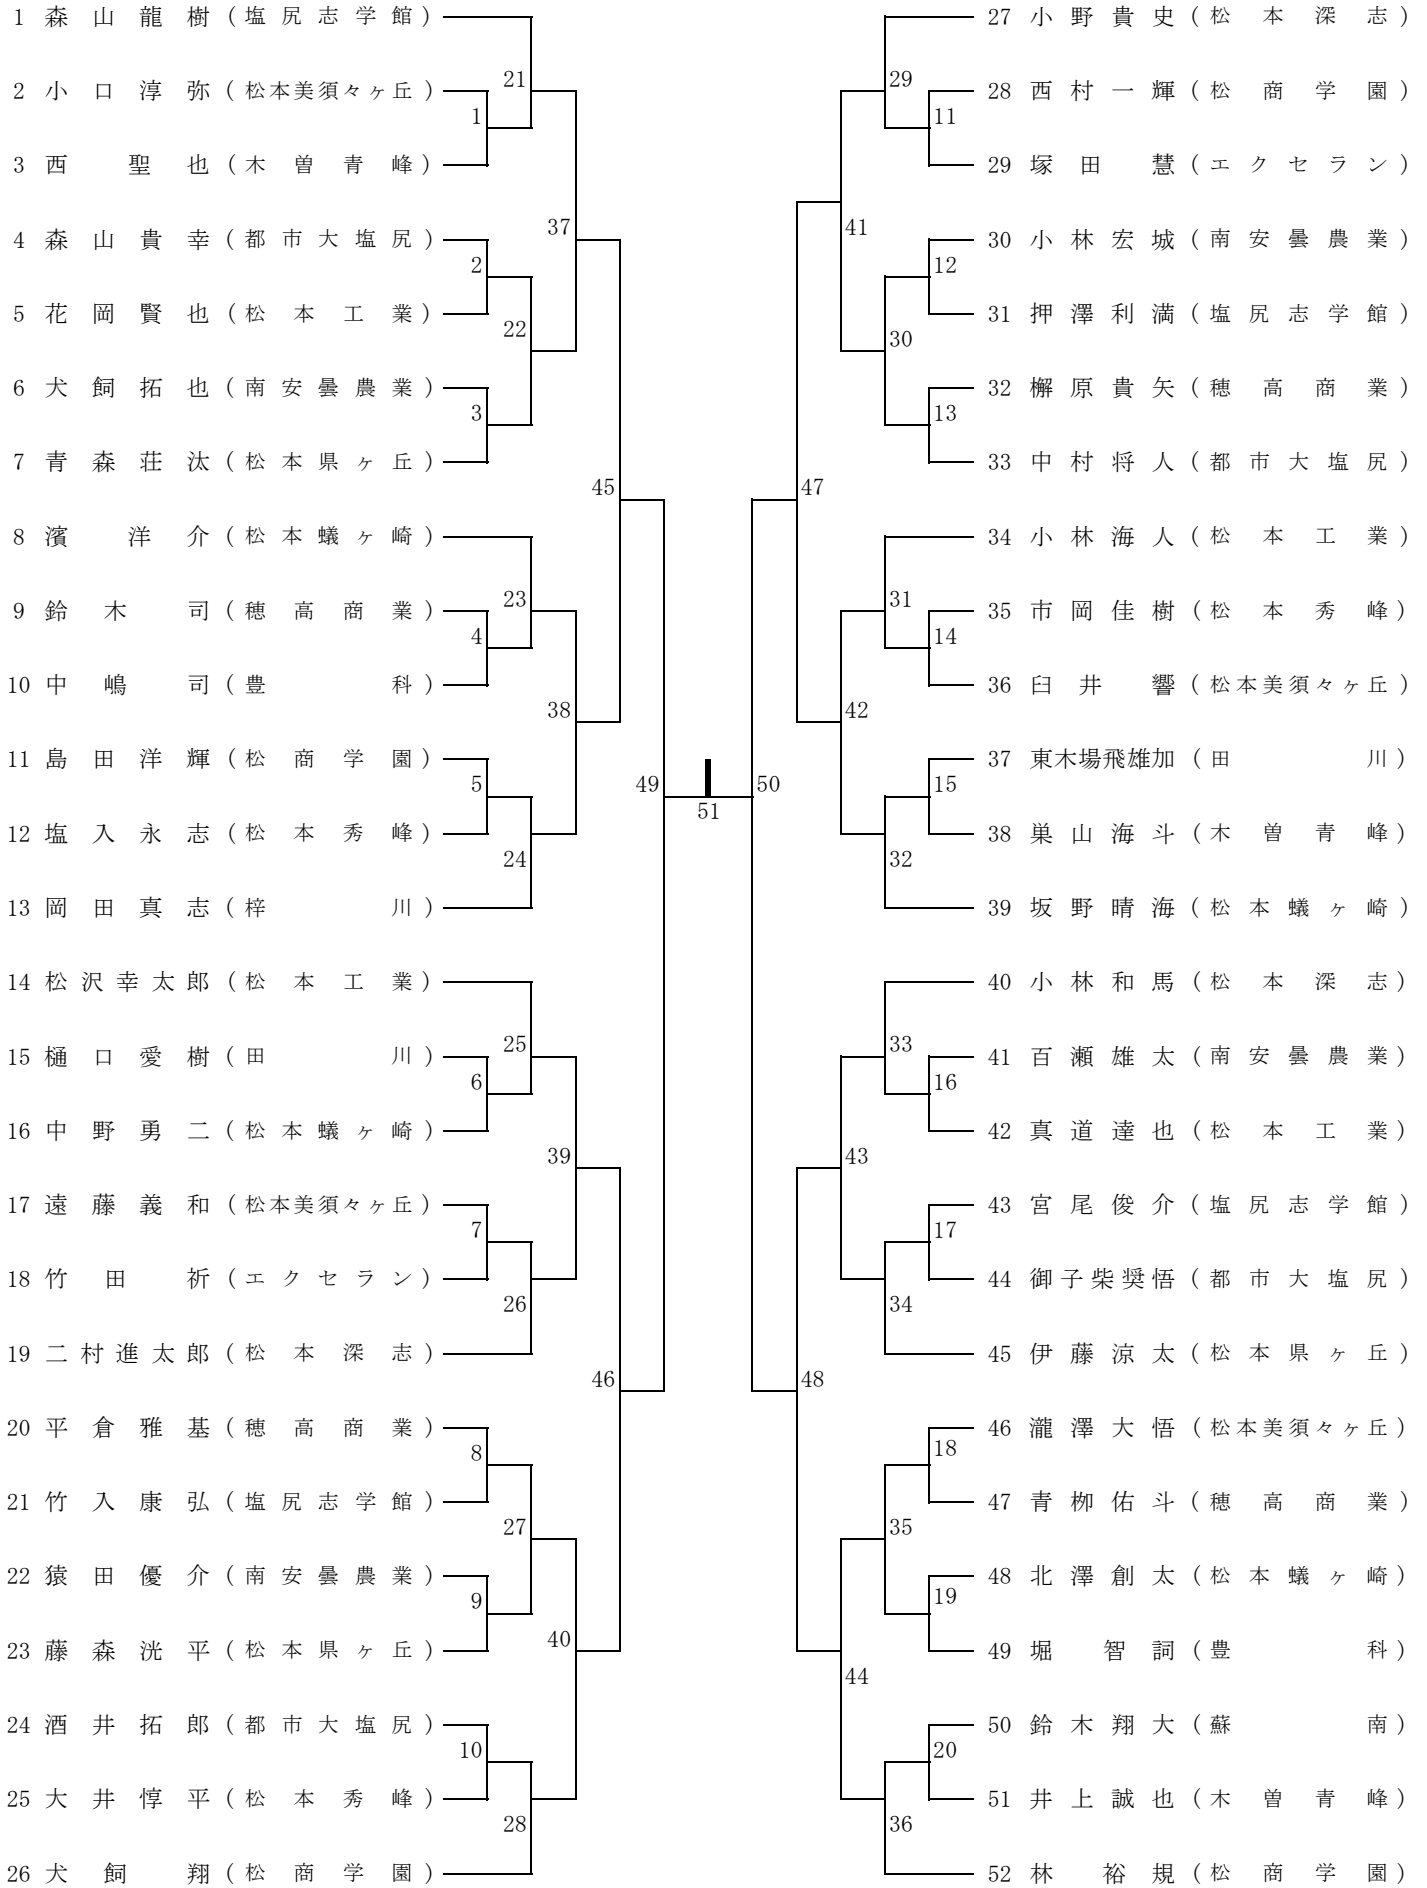 1 森山龍樹（塩尻志学館）
2 小口淳弥（松本美須々ヶ丘）
3 西聖也（木曽青峰）
4 森山貴幸（都市大塩尻）
5 花岡賢也（松本工業）
6 犬飼拓也（南安曇農業）
7 青森荘汰（松本県ヶ丘）
8 濱洋介（松本蟻ヶ崎）
9 鈴木司（穂高商業）
10 中嶋司（豊科）
11 島田洋輝（松商学園）
12 塩入永志（松本秀峰）
13 岡田真志（梓川）
14 松沢幸太郎（松本工業）
15 樋口愛樹（田川）
16 中野勇二（松本蟻ヶ崎）
17 遠藤義和（松本美須々ヶ丘）
18 竹田祈（エクセラン）
19 二村進太郎（松本深志）
20 平倉雅基（穂高商業）
21 竹入康弘（塩尻志学館）
22 猿田優介（南安曇農業）
23 藤森洸平（松本県ヶ丘）
24 酒井拓郎（都市大塩尻）
25 大井惇平（松本秀峰）
26 犬飼翔（松商学園）
1
2
3
4
5
6
7
8
9
10
21
22
23
24
25
26
27
28
37
38
39
40
45
46
49
51
50
47
48
41
42
43
44
29
30
31
32
33
34
35
36
11
12
13
14
15
16
17
18
19
20
27 小野貴史（松本深志）
28 西村一輝（松商学園）
29 塚田慧（エクセラン）
30 小林宏城（南安曇農業）
31 押澤利満（塩尻志学館）
32 檞原貴矢（穂高商業）
33 中村将人（都市大塩尻）
34 小林海人（松本工業）
35 市岡佳樹（松本秀峰）
36 臼井響（松本美須々ヶ丘）
37 東木場飛雄加（田川）
38 巣山海斗（木曽青峰）
39 坂野晴海（松本蟻ヶ崎）
40 小林和馬（松本深志）
41 百瀬雄太（南安曇農業）
42 真道達也（松本工業）
43 宮尾俊介（塩尻志学館）
44 御子柴奨悟（都市大塩尻）
45 伊藤涼太（松本県ヶ丘）
46 瀧澤大悟（松本美須々ヶ丘）
47 青栁佑斗（穂高商業）
48 北澤創太（松本蟻ヶ崎）
49 堀智詞（豊科）
50 鈴木翔大（蘇南）
51 井上誠也（木曽青峰）
52 林裕規（松商学園）